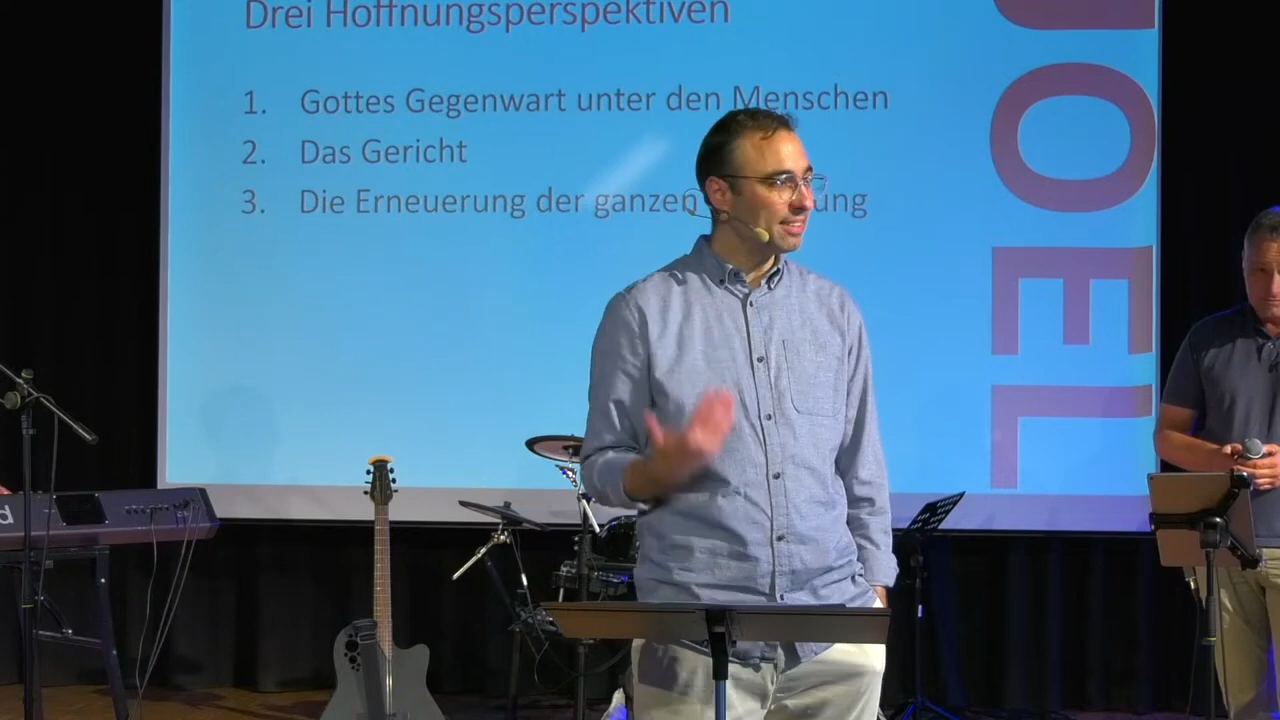 Drei Hoffnungsperspektiven
1. Gottes Gegenwart unter den Menschen
2. Das Gericht
3. Die Erneuerung der ganzen
JOEL